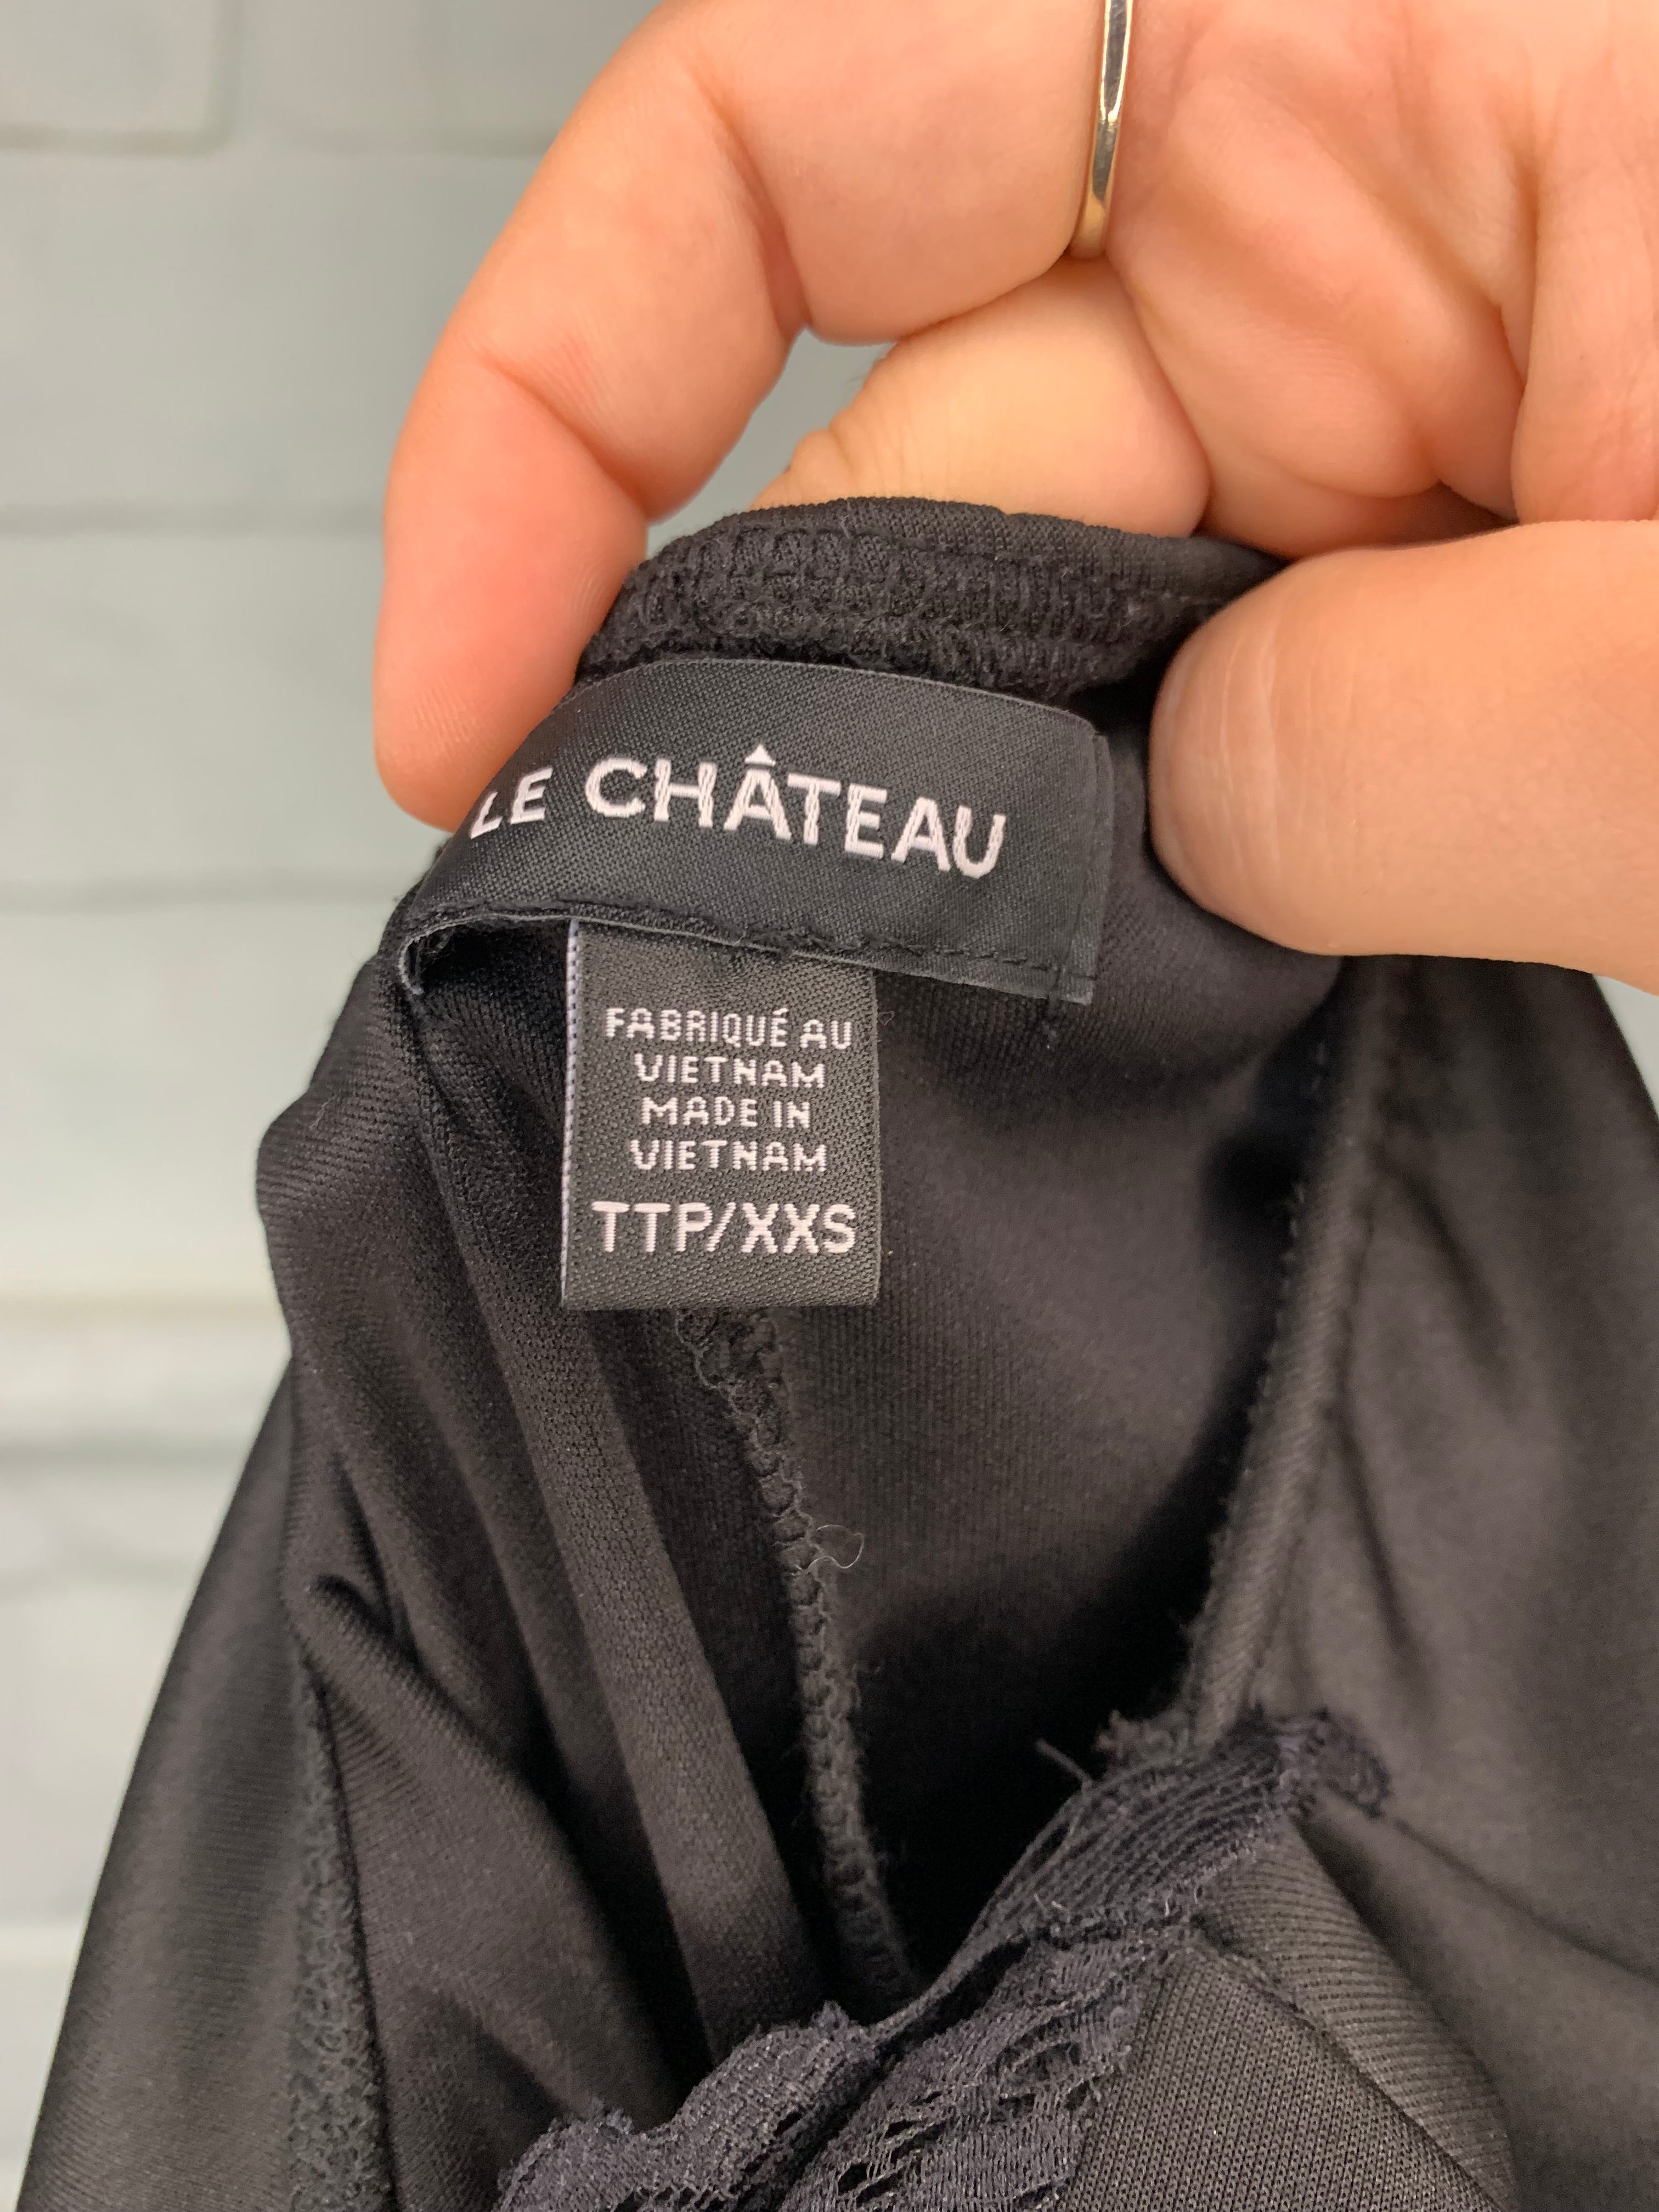 LE CHÂTEAU
FABRIQUÉ AU
VIETNAM
MADE IN
VIETNAM
TTP/XXS